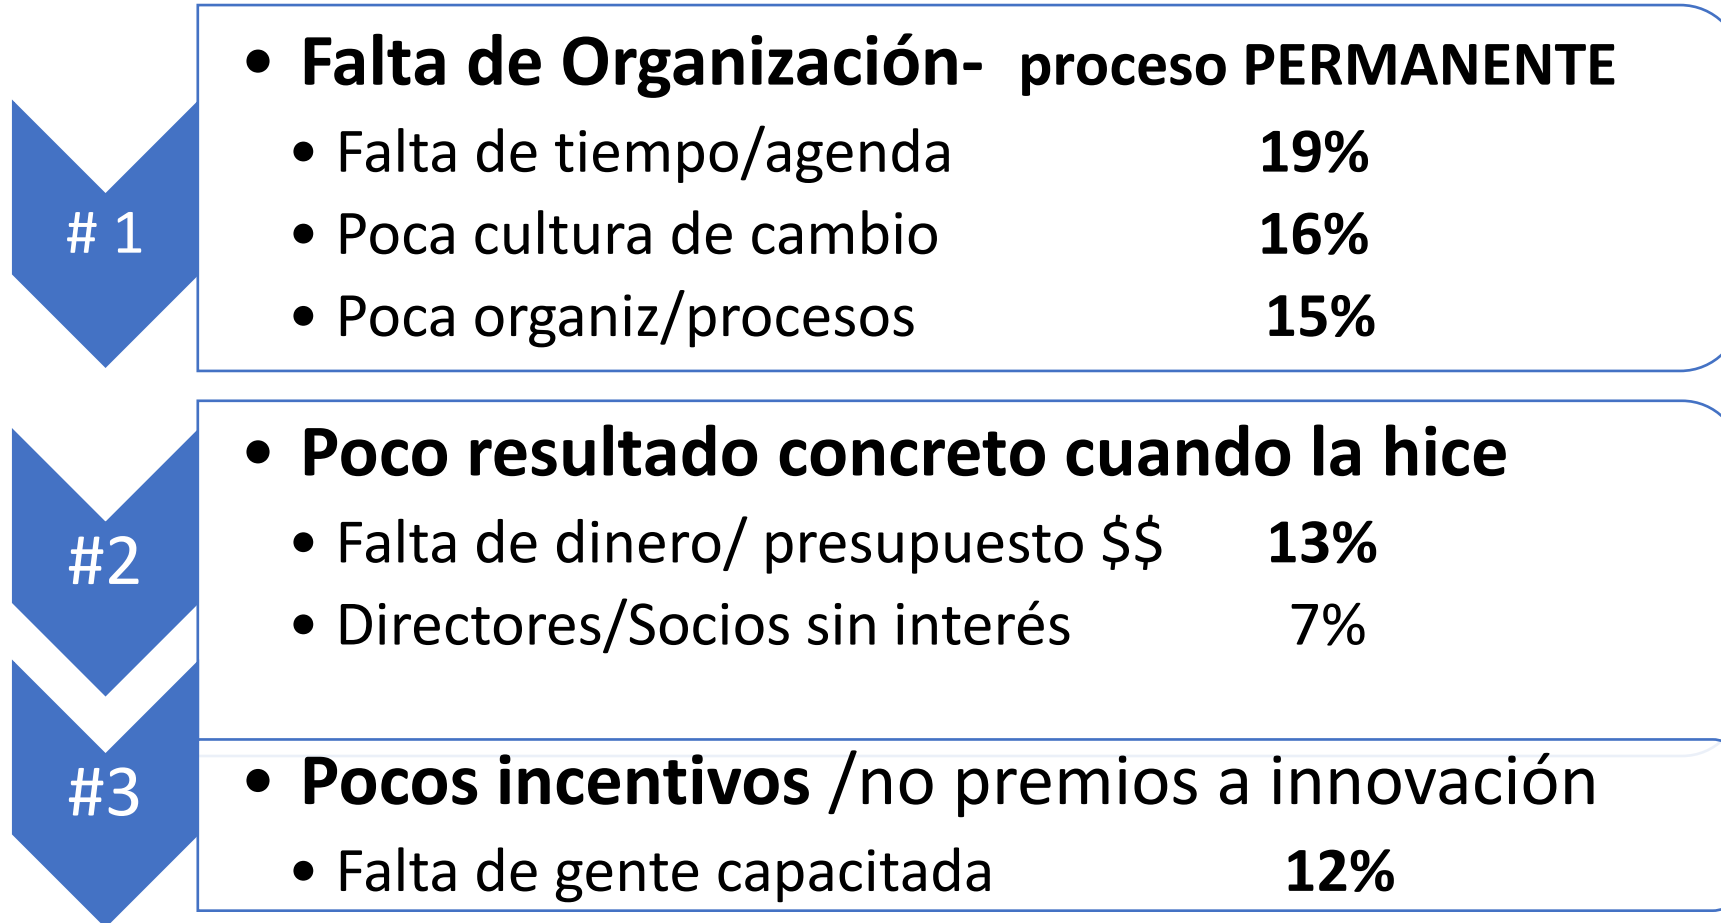 # 1
• Falta de Organización- proceso PERMANENTE
• Falta de tiempo/agenda 19%
• Poca cultura de cambio 16%
• Poca organiz/procesos 15%
#2
• Poco resultado concreto cuando la hice
• Falta de dinero/ presupuesto $$ 13%
• Directores/Socios sin interés 7%
#3
• Pocos incentivos /no premios a innovación
• Falta de gente capacitada 12%